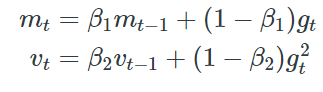 m_t = β_1 m_{t−1} + (1 − β_1)g_t
v_t = β_2 v_{t−1} + (1 − β_2)g_t^2